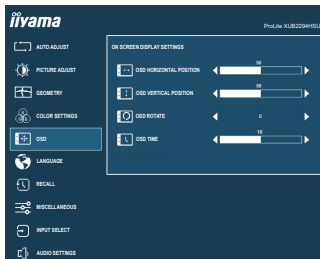 iiyama
ProLite XUB2294HSU
AUTO ADJUST
PICTURE ADJUST
GEOMETRY
COLOR SETTINGS
OSD
LANGUAGE
RECALL
MISCELLANEOUS
INPUT SELECT
AUDIO SETTINGS
ON SCREEN DISPLAY SETTINGS
OSD HORIZONTAL POSITION
50
OSD VERTICAL POSITION
50
OSD ROTATE
0
OSD TIME
10